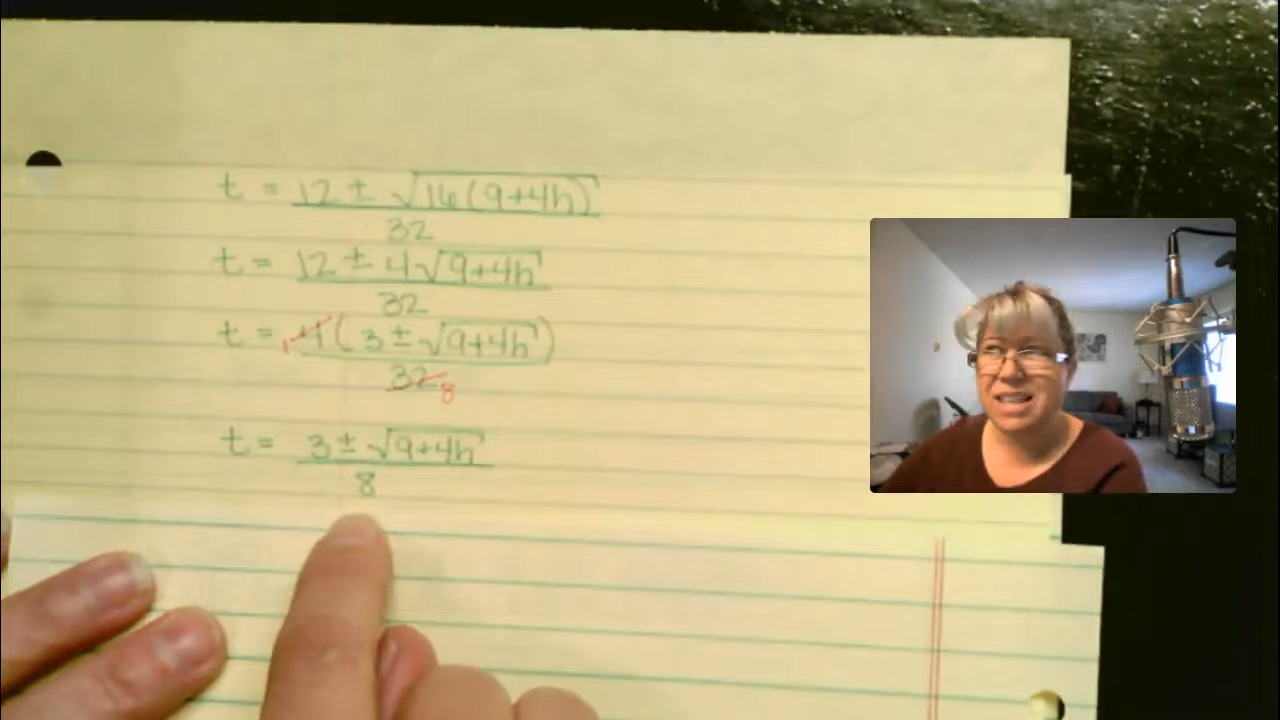 t = 12 ± √16(9+4h)
32
t = 12 ± 4√9+4h
32
t = 1 4(3 ± √9+4h)
32 8
t = 3 ± √9+4h
8